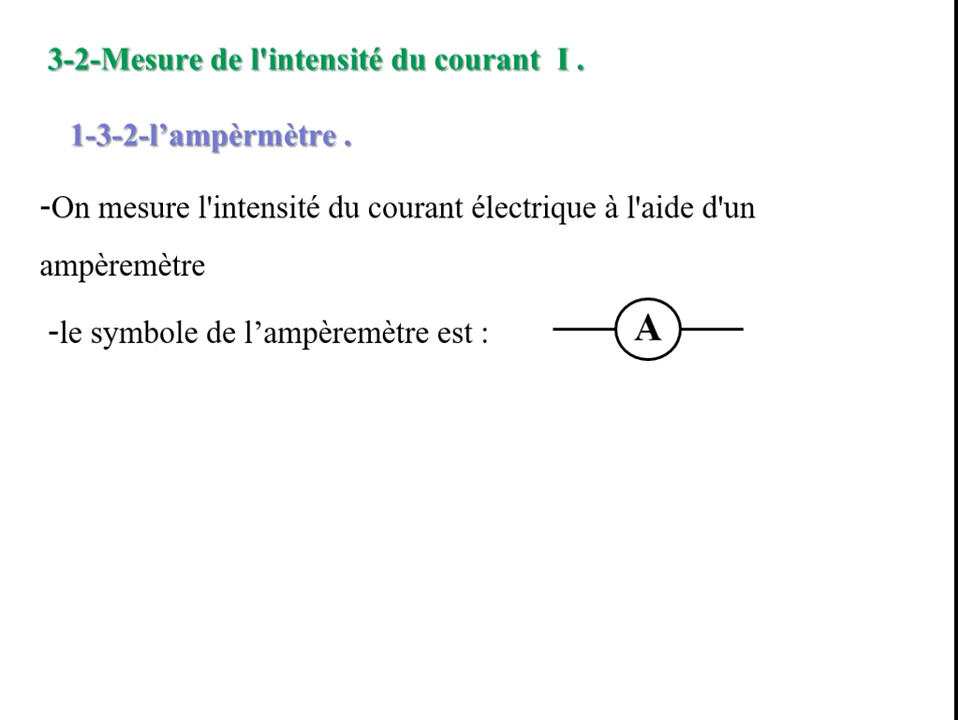 3-2-Mesure de l'intensité du courant I .
1-3-2-l’ampèrmètre .
-On mesure l'intensité du courant électrique à l'aide d'un
ampèremètre
-le symbole de l’ampèremètre est :
A